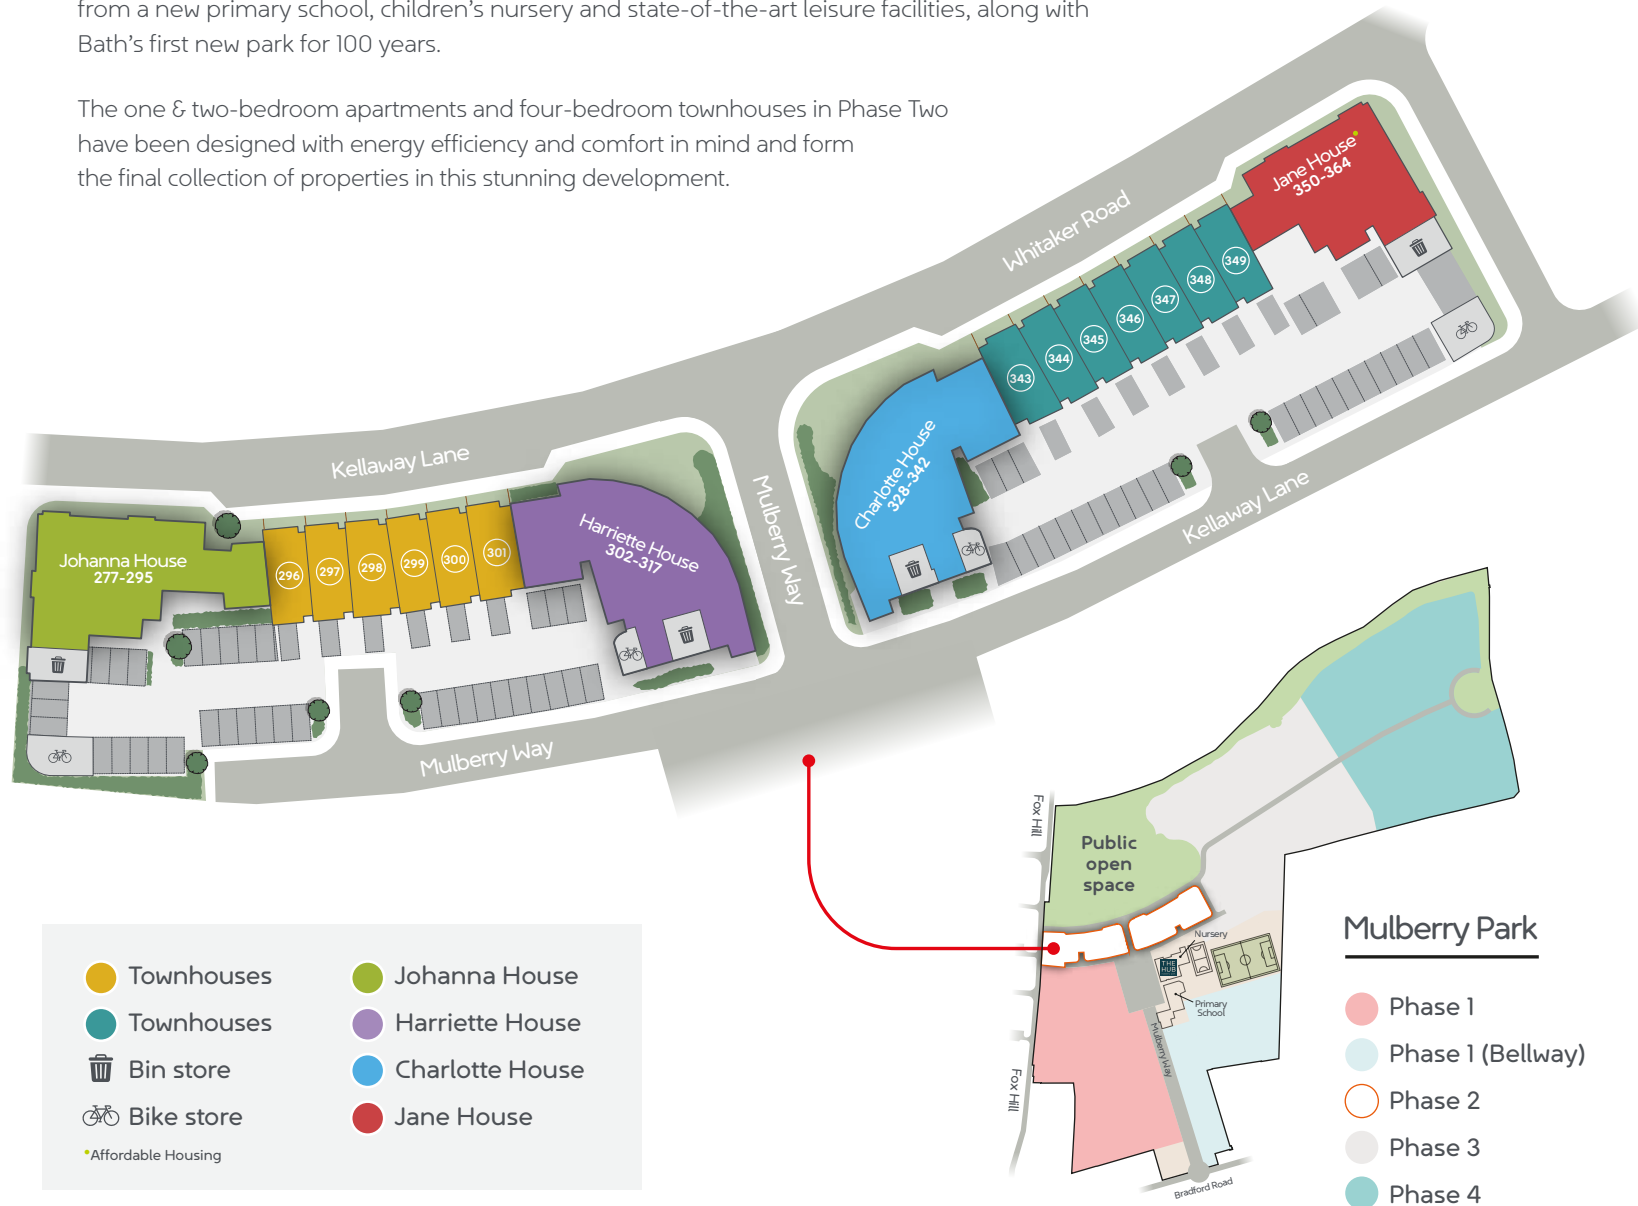 from a new primary school, children's nursery and state-of-the-art leisure facilities, along with
Bath's first new park for 100 years.
The one & two-bedroom apartments and four-bedroom townhouses in Phase Two
have been designed with energy efficiency and comfort in mind and form
the final collection of properties in this stunning development.
Jane House
350-364
Whitaker Road
349
348
347
346
345
344
343
Charlotte House
328-342
Kellaway Lane
Kellaway Lane
Mulberry Way
Johanna House
277-295
296
297
298
299
300
301
Harriette House
302-317
Mulberry Way
Townhouses
Townhouses
Bin store
Bike store
•Affordable Housing
Johanna House
Harriette House
Charlotte House
Jane House
Fox Hill
Public
open
space
Nursery
THE
HUB
Primary
School
Mulberry Way
Fox Hill
Bradford Road
Mulberry Park
Phase 1
Phase 1 (Bellway)
Phase 2
Phase 3
Phase 4